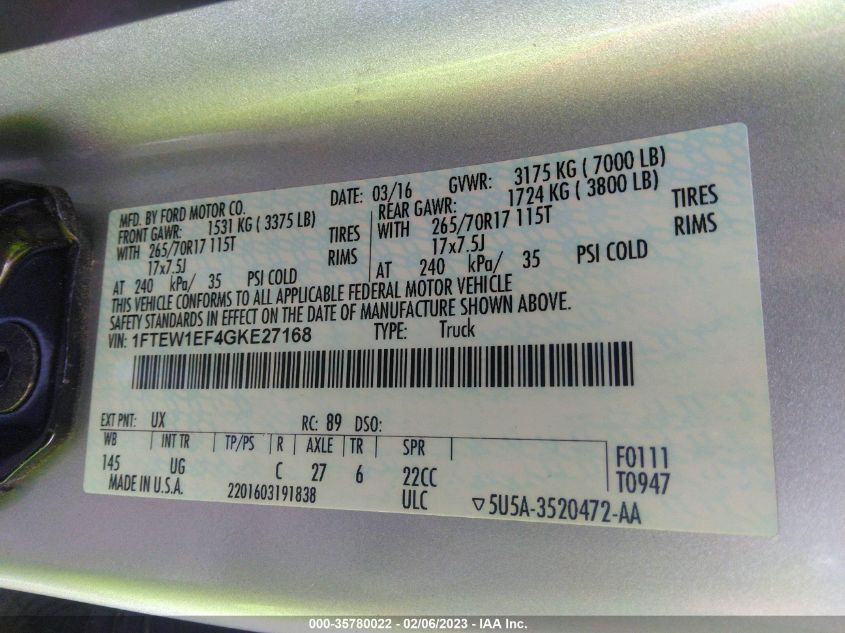 MFD. BY FORD MOTOR CO. DATE: 03/16 GVWR: 3175 KG ( 7000 LB)
FRONT GAWR: 1531 KG ( 3375 LB) REAR GAWR: 1724 KG ( 3800 LB)
WITH 265/70R17 115T TIRES WITH 265/70R17 115T TIRES
17x7.5J RIMS 17x7.5J RIMS
AT 240 kPa/ 35 PSI COLD AT 240 kPa/ 35 PSI COLD
THIS VEHICLE CONFORMS TO ALL APPLICABLE FEDERAL MOTOR VEHICLE
SAFETY STANDARDS IN EFFECT ON THE DATE OF MANUFACTURE SHOWN ABOVE.
VIN: 1FTEW1EF4GKE27168 TYPE: Truck
EXT PNT: UX RC: 89 DSO:
WB INT TR TP/PS R AXLE TR SPR
145 UG C 27 6 22CC F0111
MADE IN U.S.A. 2201603191838 ULC T0947
▽5U5A-3520472-AA
000-35780022 - 02/06/2023 - IAA Inc.